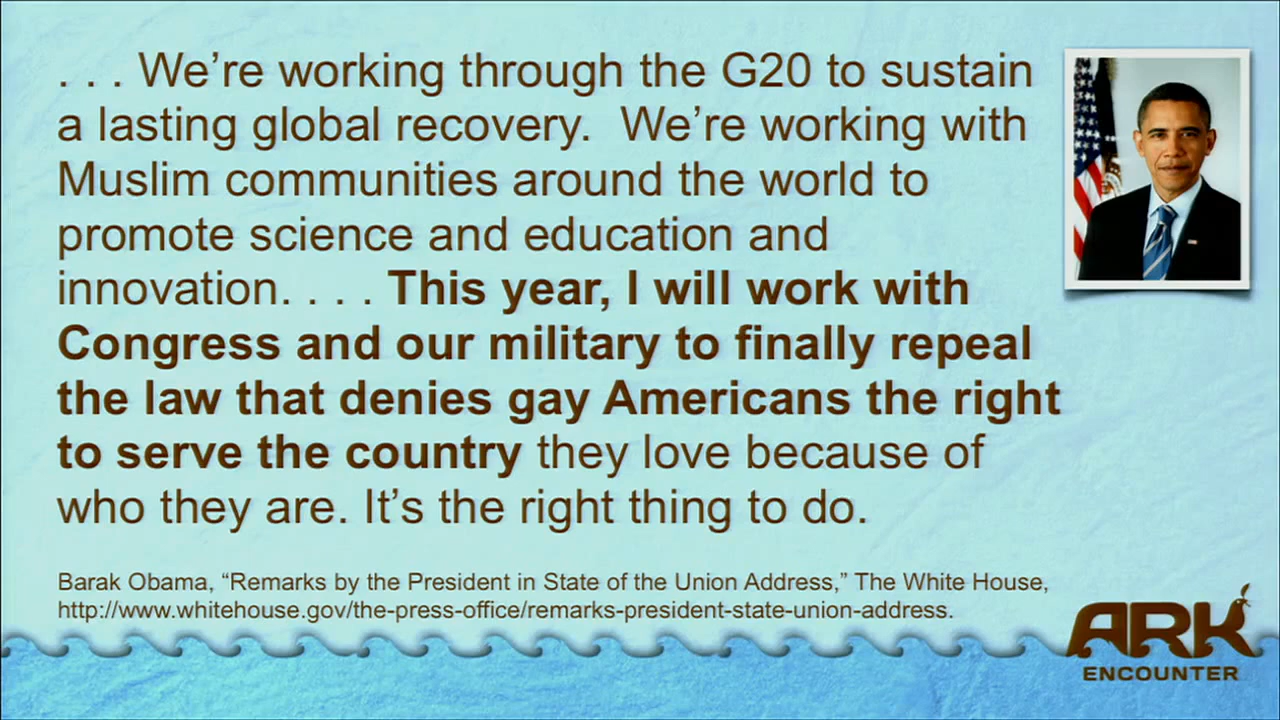 . . . We’re working through the G20 to sustain
a lasting global recovery.  We’re working with
Muslim communities around the world to
promote science and education and
innovation. . . . This year, I will work with
Congress and our military to finally repeal
the law that denies gay Americans the right
to serve the country they love because of
who they are. It’s the right thing to do.
Barak Obama, “Remarks by the President in State of the Union Address,” The White House,
http://www.whitehouse.gov/the-press-office/remarks-president-state-union-address.
ARK
ENCOUNTER